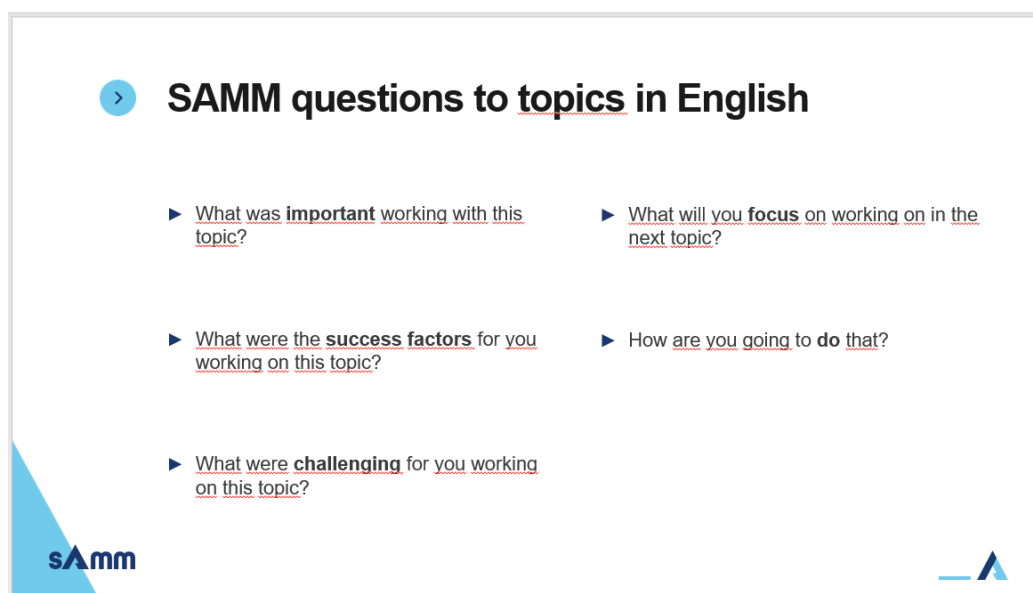 SAMM questions to topics in English
What was important working with this
topic?
What were the success factors for you
working on this topic?
What were challenging for you working
on this topic?
What will you focus on working on in the
next topic?
How are you going to do that?
sAmm